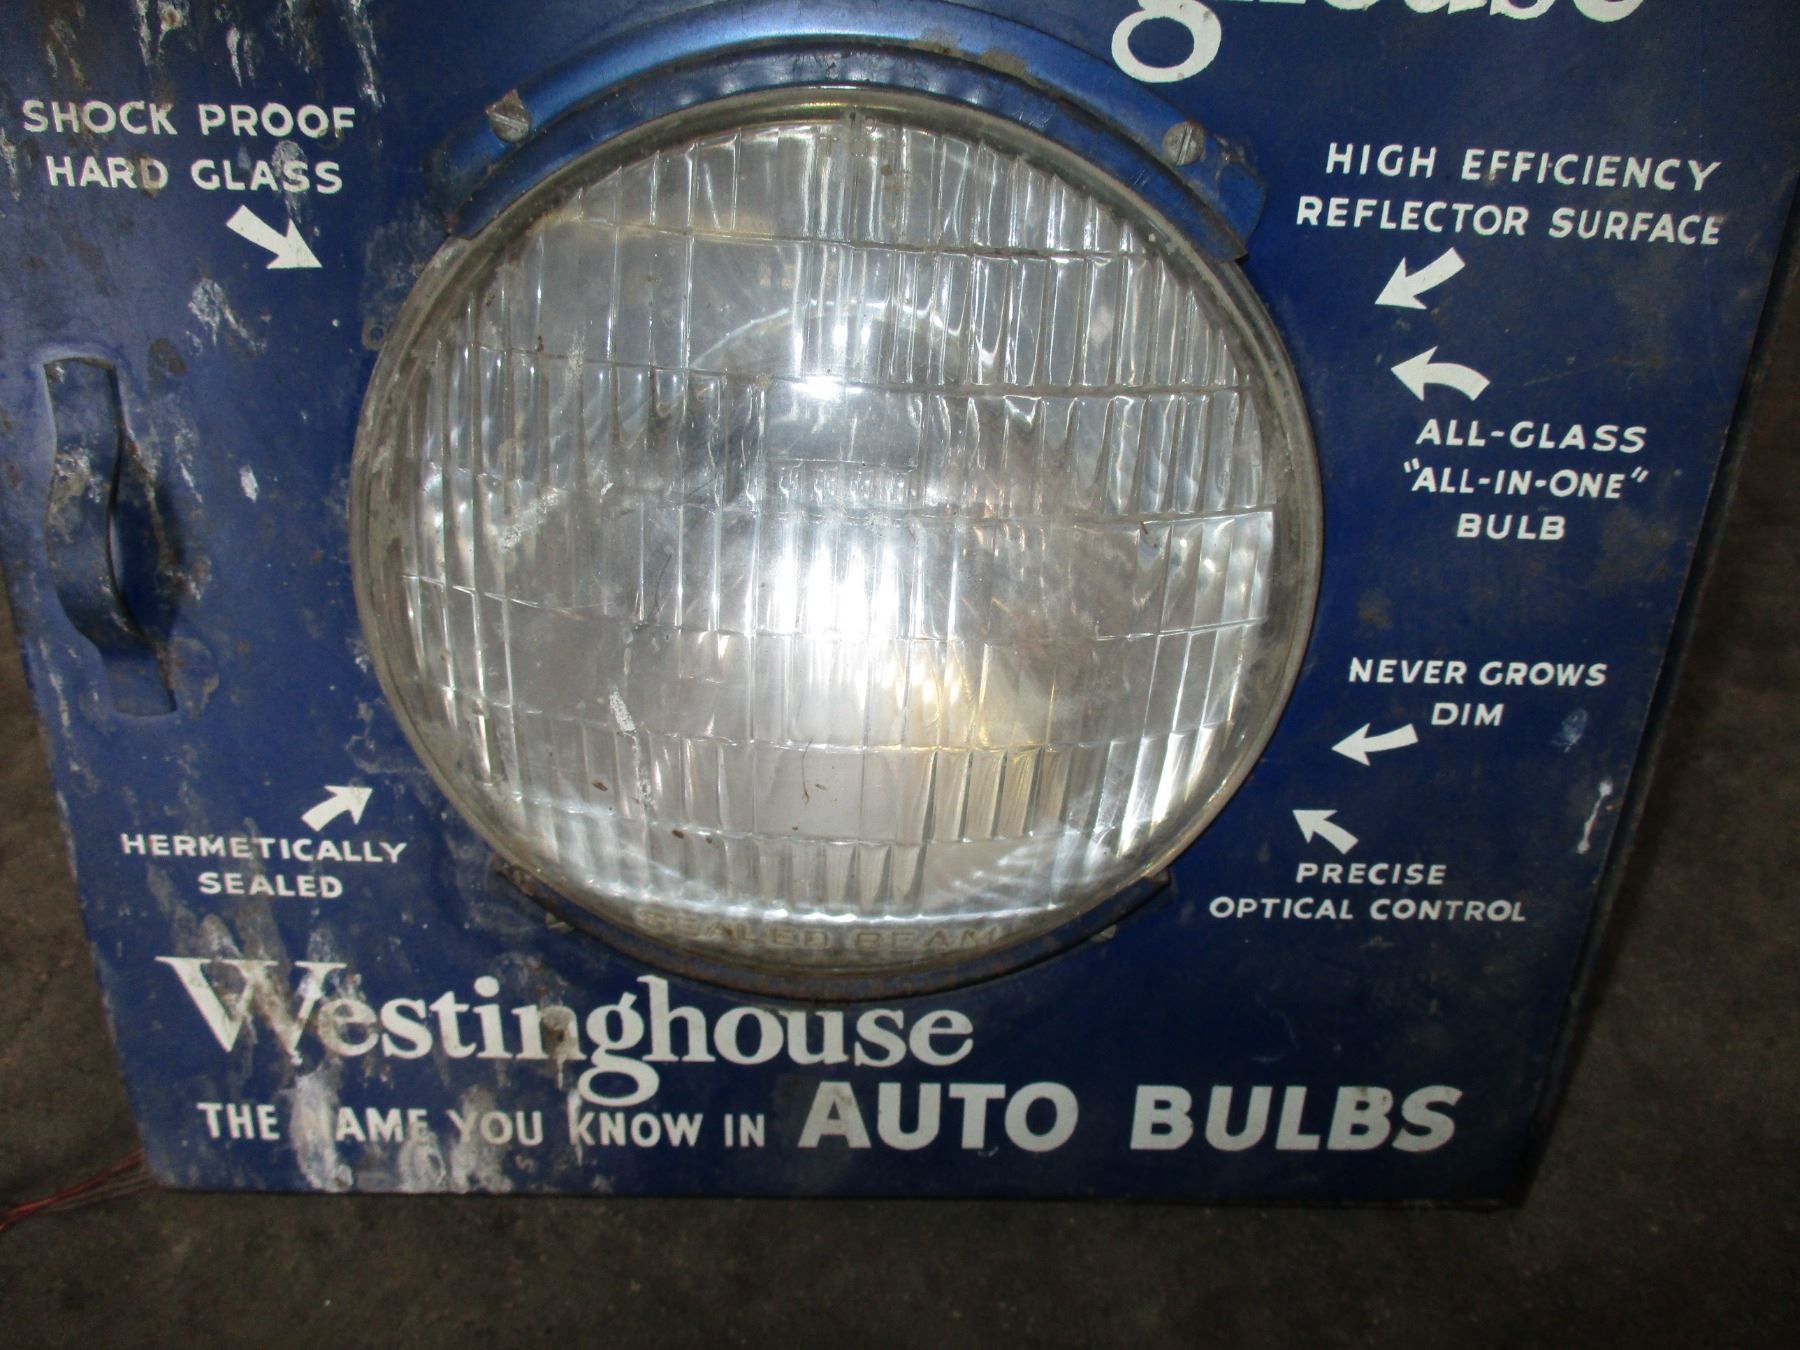 SHOCK PROOF
HARD GLASS
HIGH EFFICIENCY
REFLECTOR SURFACE
ALL-GLASS
"ALL-IN-ONE"
BULB
NEVER GROWS
DIM
PRECISE
OPTICAL CONTROL
HERMETICALLY
SEALED
SEALED BEAM
Westinghouse
THE NAME YOU KNOW IN AUTO BULBS